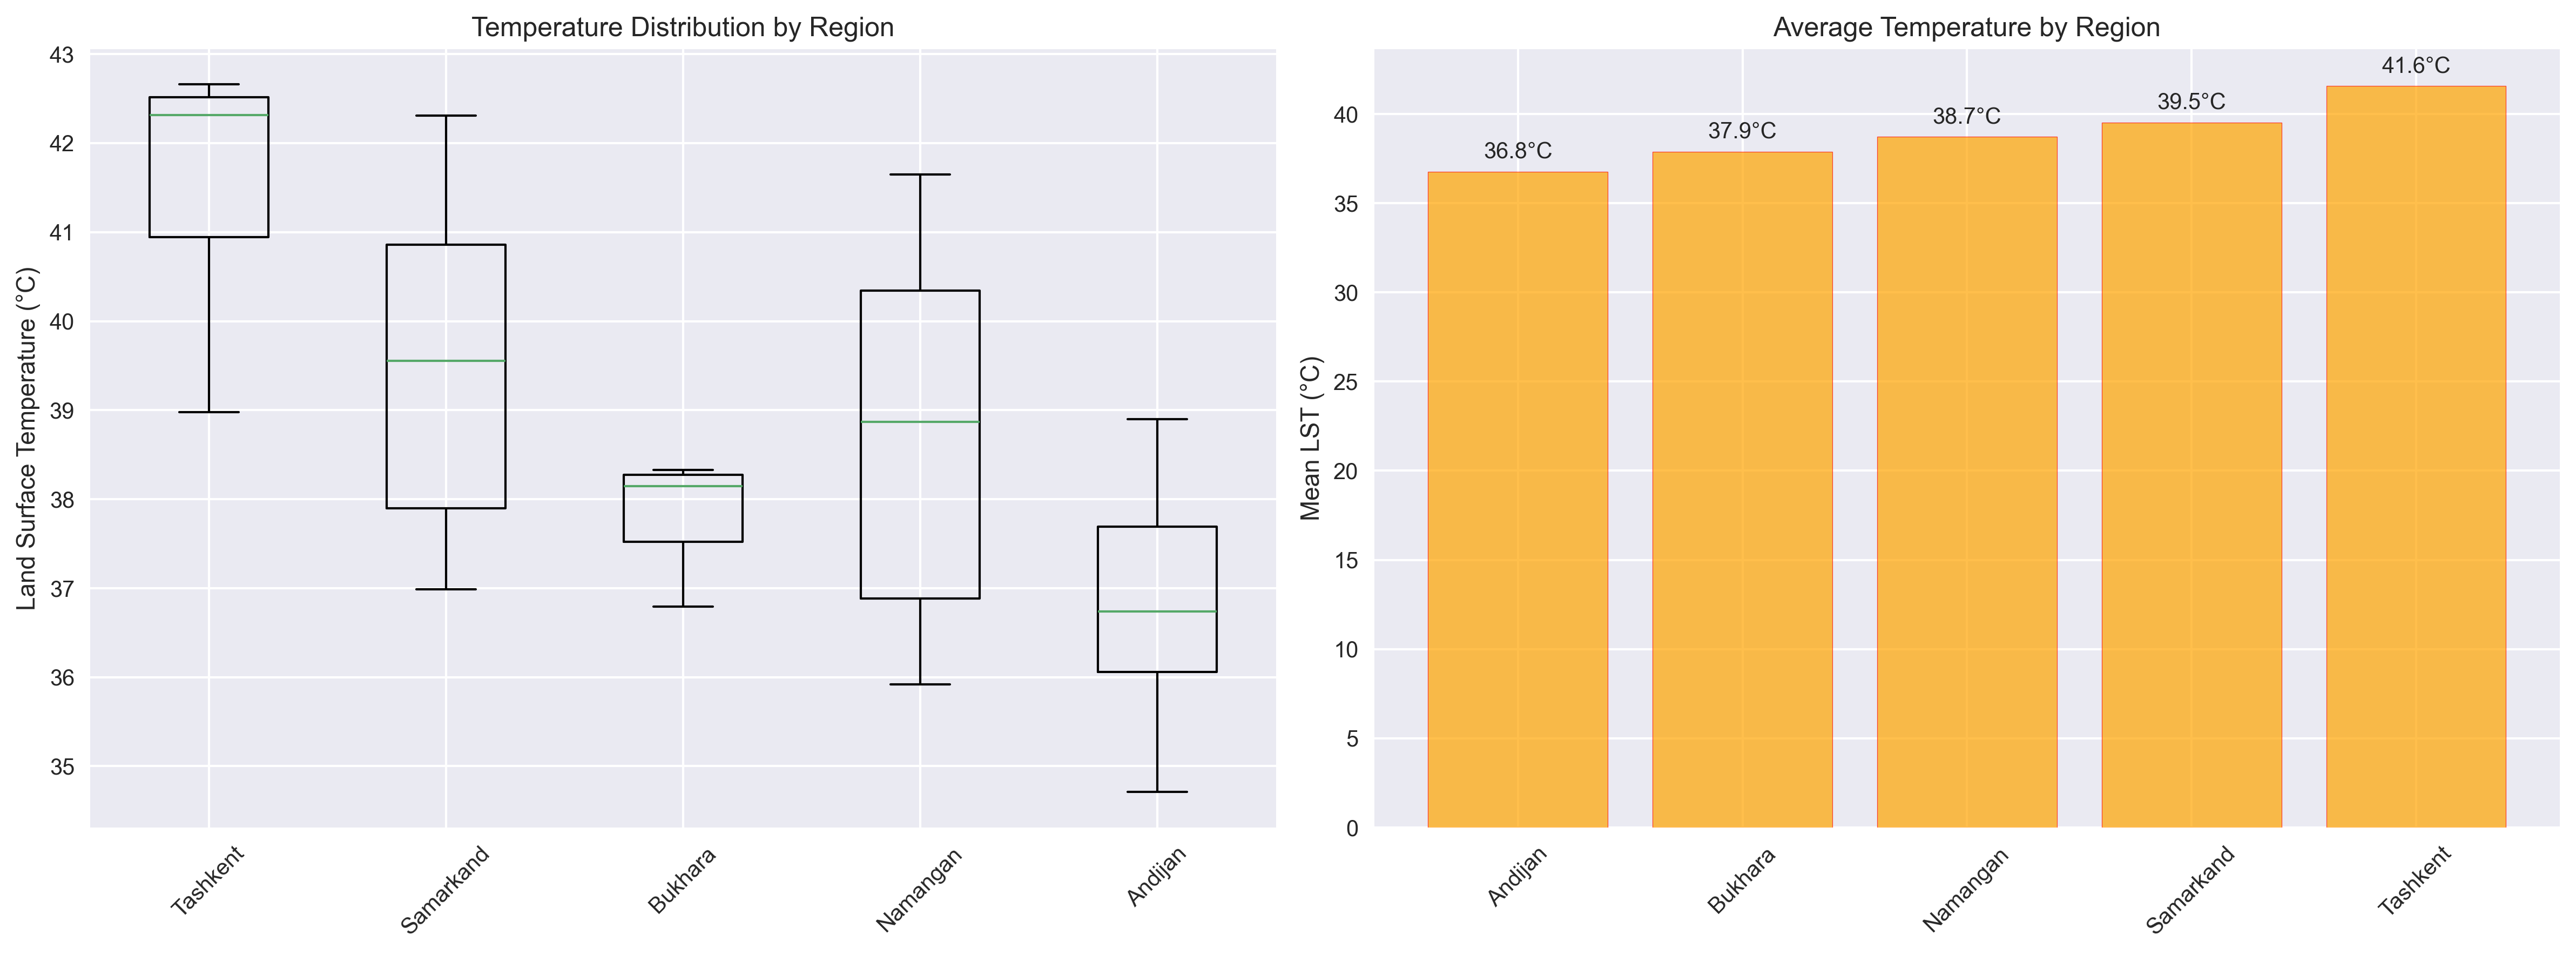 Temperature Distribution by Region
Land Surface Temperature (°C)
43
42
41
40
39
38
37
36
35
Tashkent
Samarkand
Bukhara
Namangan
Andijan
Average Temperature by Region
Mean LST (°C)
40
35
30
25
20
15
10
5
0
36.8°C
37.9°C
38.7°C
39.5°C
41.6°C
Andijan
Bukhara
Namangan
Samarkand
Tashkent